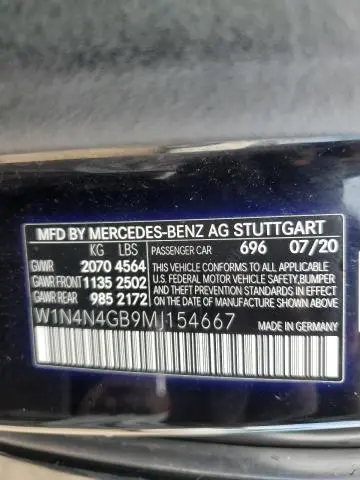 MFD BY MERCEDES-BENZ AG STUTTGART
KG LBS PASSENGER CAR 696 07/20
GVWR 2070 4564
GAWR FRONT 1135 2502
GAWR REAR 985 2172
THIS VEHICLE CONFORMS TO ALL APPLICABLE
U.S. FEDERAL MOTOR VEHICLE SAFETY,BUMPER
AND THEFT PREVENTION STANDARDS IN EFFECT
ON THE DATE OF MANUFACTURE SHOWN ABOVE.
W1N4N4GB9MJ154667
MADE IN GERMANY